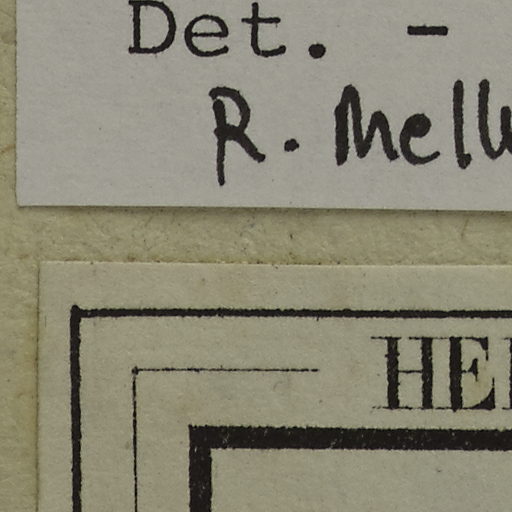 Det. -
R. Mell
HE